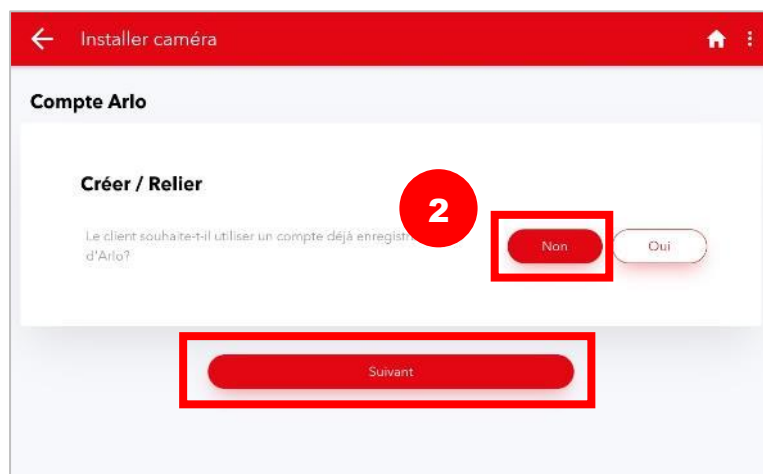 Installer caméra
Compte Arlo
Créer / Relier
2
Le client souhaite-t-il utiliser un compte déjà
d'Arlo?
Non
Oui
Suivant